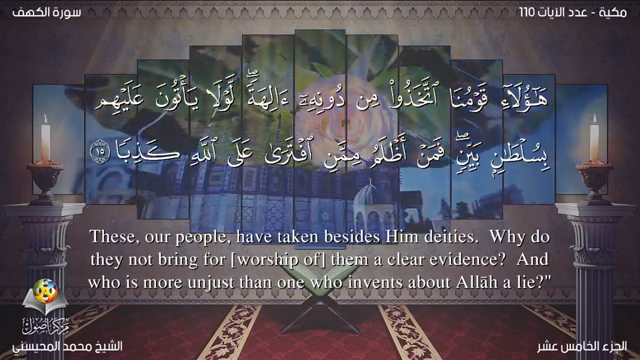 مكية - عدد الآيات 110
سورة الكهف
هَٰٓؤُلَآءِ قَوْمُنَا ٱتَّخَذُوا۟ مِن دُونِهِۦٓ ءَالِهَةً ۖ لَّوْلَا يَأْتُونَ عَلَيْهِم
بِسُلْطَٰنٍۭ بَيِّنٍ ۖ فَمَنْ أَظْلَمُ مِمَّنِ ٱفْتَرَىٰ عَلَى ٱللَّهِ كَذِبًا ١٥
These, our people, have taken besides Him deities. Why do
they not bring for [worship of] them a clear evidence? And
who is more unjust than one who invents about Allāh a lie?"
الجزء الخامس عشر
الشيخ محمد المحيسني